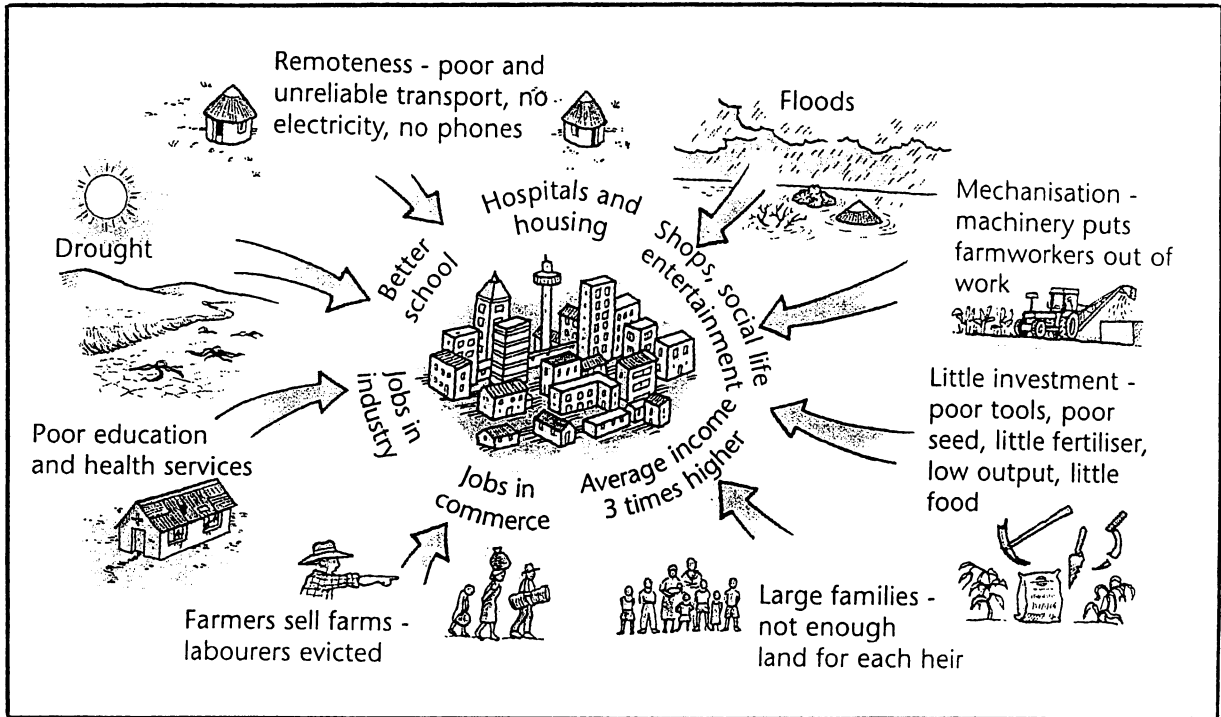 Remoteness - poor and
unreliable transport, no
electricity, no phones
Floods
Mechanisation -
machinery puts
farmworkers out of
work
Drought
Hospitals and
housing
Better
school
Shops, social life
entertainment
Jobs in
industry
Little investment -
poor tools, poor
seed, little fertiliser,
low output, little
food
Poor education
and health services
Jobs in
commerce
Average income
3 times higher
Farmers sell farms -
labourers evicted
Large families -
not enough
land for each heir